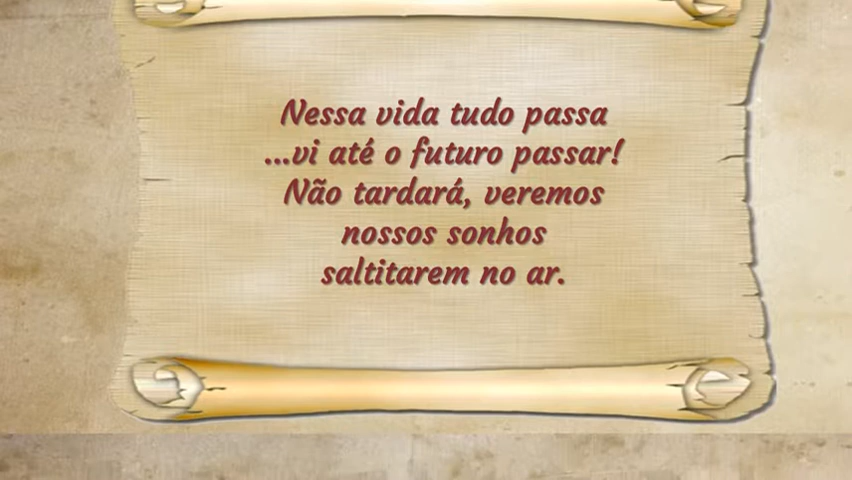 Nessa vida tudo passa
...vi até o futuro passar!
Não tardará, veremos
nossos sonhos
saltitarem no ar.